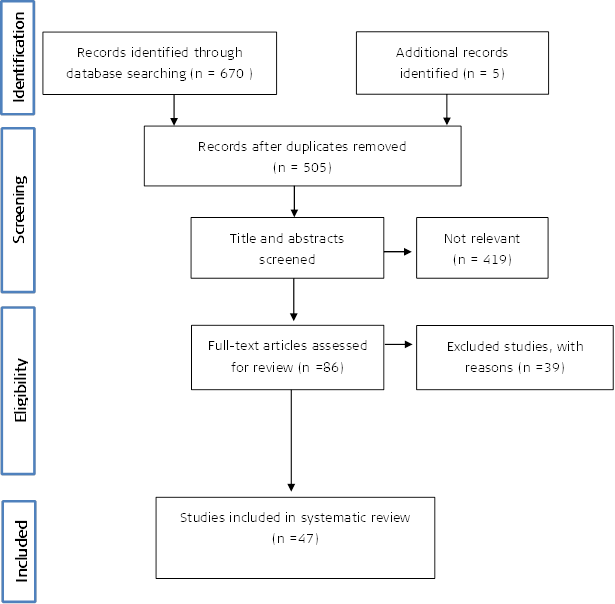 Identification
Records identified through
database searching (n = 670 )
Additional records
identified (n = 5)
Screening
Records after duplicates removed
(n = 505)
Title and abstracts
screened
Not relevant
(n = 419)
Eligibility
Full-text articles assessed
for review (n =86)
Excluded studies, with
reasons (n =39)
Included
Studies included in systematic review
(n =47)